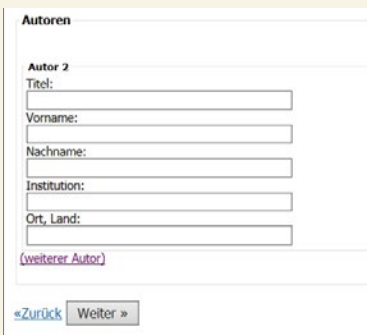 Autoren
Autor 2
Titel:
Vorname:
Nachname:
Institution:
Ort, Land:
(weiterer Autor)
«Zurück Weiter »